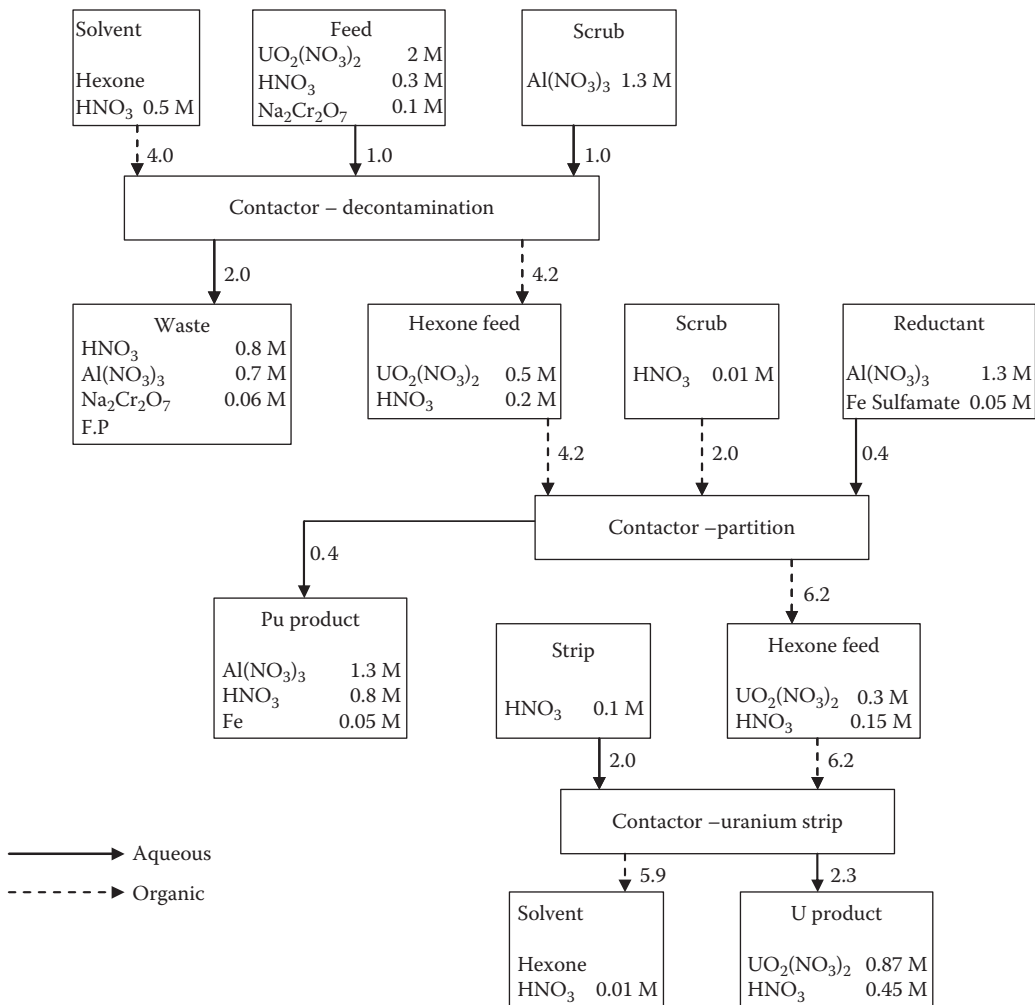 Solvent
Hexone
HNO₃ 0.5 M
Feed
UO₂(NO₃)₂ 2 M
HNO₃ 0.3 M
Na₂Cr₂O₇ 0.1 M
Scrub
Al(NO₃)₃ 1.3 M
4.0
1.0
1.0
Contactor – decontamination
2.0
4.2
Waste
HNO₃ 0.8 M
Al(NO₃)₃ 0.7 M
Na₂Cr₂O₇ 0.06 M
F.P
Hexone feed
UO₂(NO₃)₂ 0.5 M
HNO₃ 0.2 M
Scrub
HNO₃ 0.01 M
Reductant
Al(NO₃)₃ 1.3 M
Fe Sulfamate 0.05 M
4.2
2.0
0.4
Contactor –partition
0.4
6.2
Pu product
Al(NO₃)₃ 1.3 M
HNO₃ 0.8 M
Fe 0.05 M
Strip
HNO₃ 0.1 M
Hexone feed
UO₂(NO₃)₂ 0.3 M
HNO₃ 0.15 M
2.0
6.2
Contactor –uranium strip
Aqueous
Organic
5.9
2.3
Solvent
Hexone
HNO₃ 0.01 M
U product
UO₂(NO₃)₂ 0.87 M
HNO₃ 0.45 M